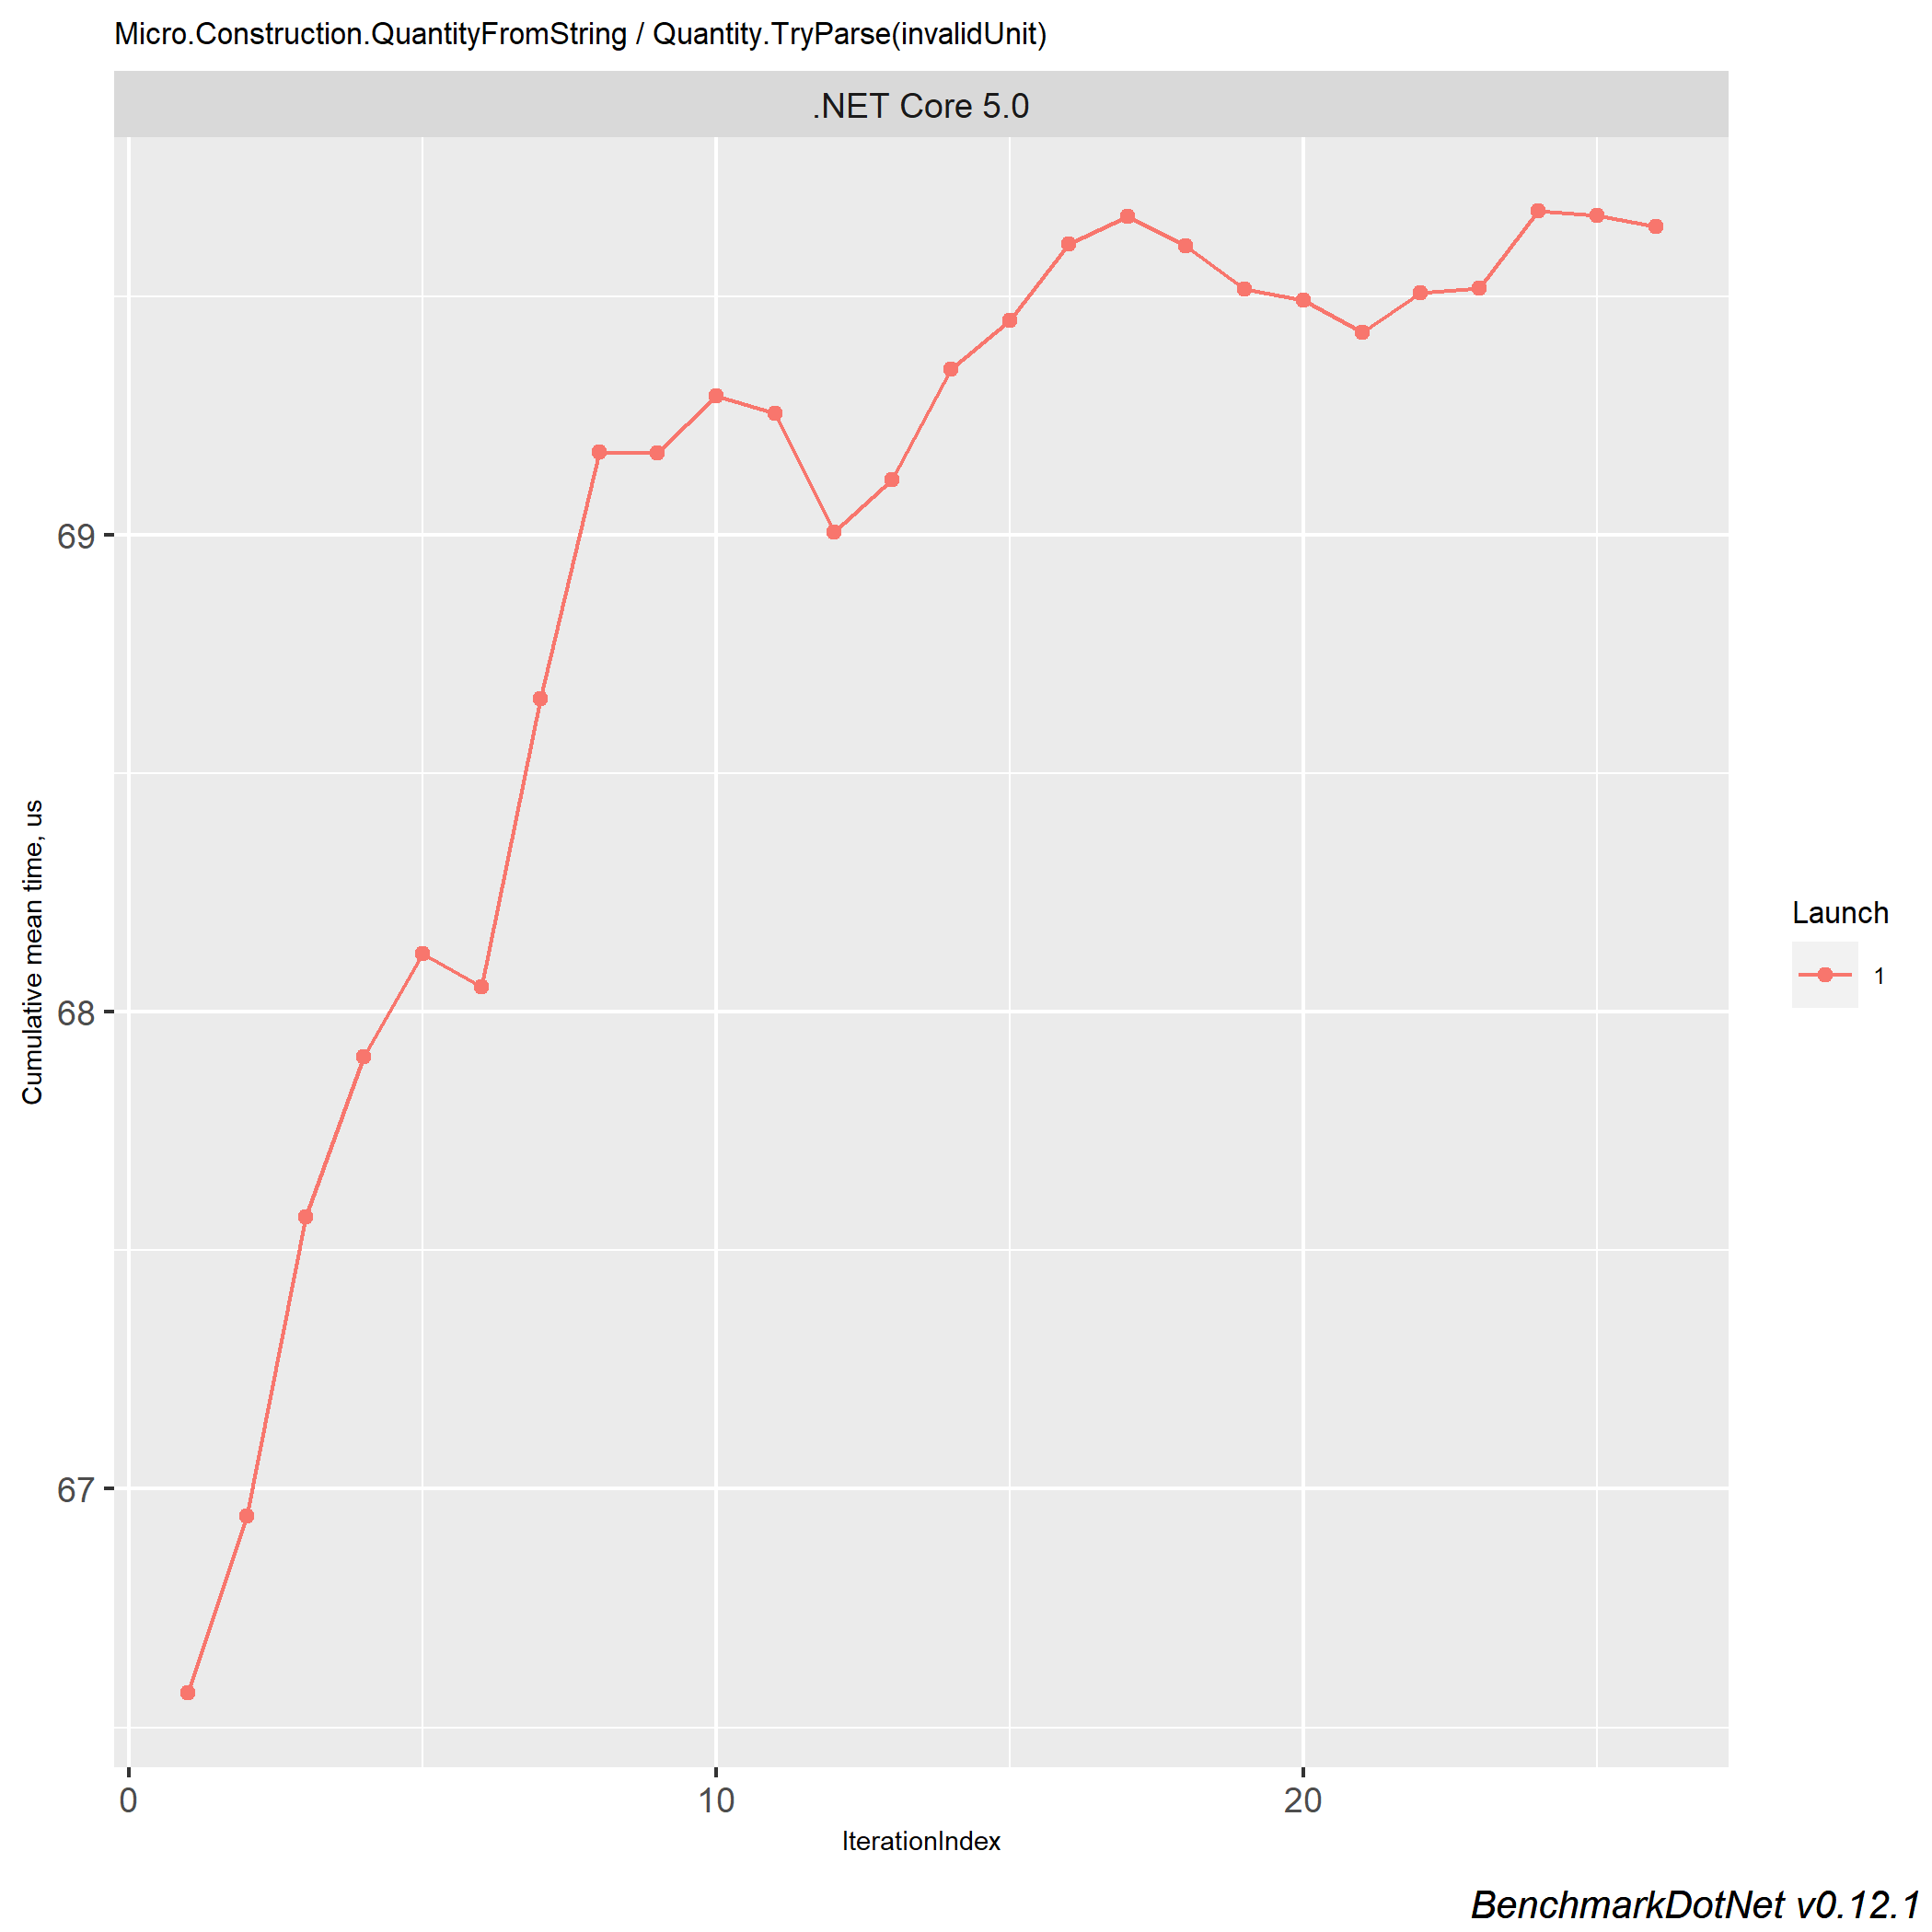 Micro.Construction.QuantityFromString / Quantity.TryParse(invalidUnit)
.NET Core 5.0
69
68
67
Cumulative mean time, us
0 10 20
IterationIndex
Launch
1
BenchmarkDotNet v0.12.1